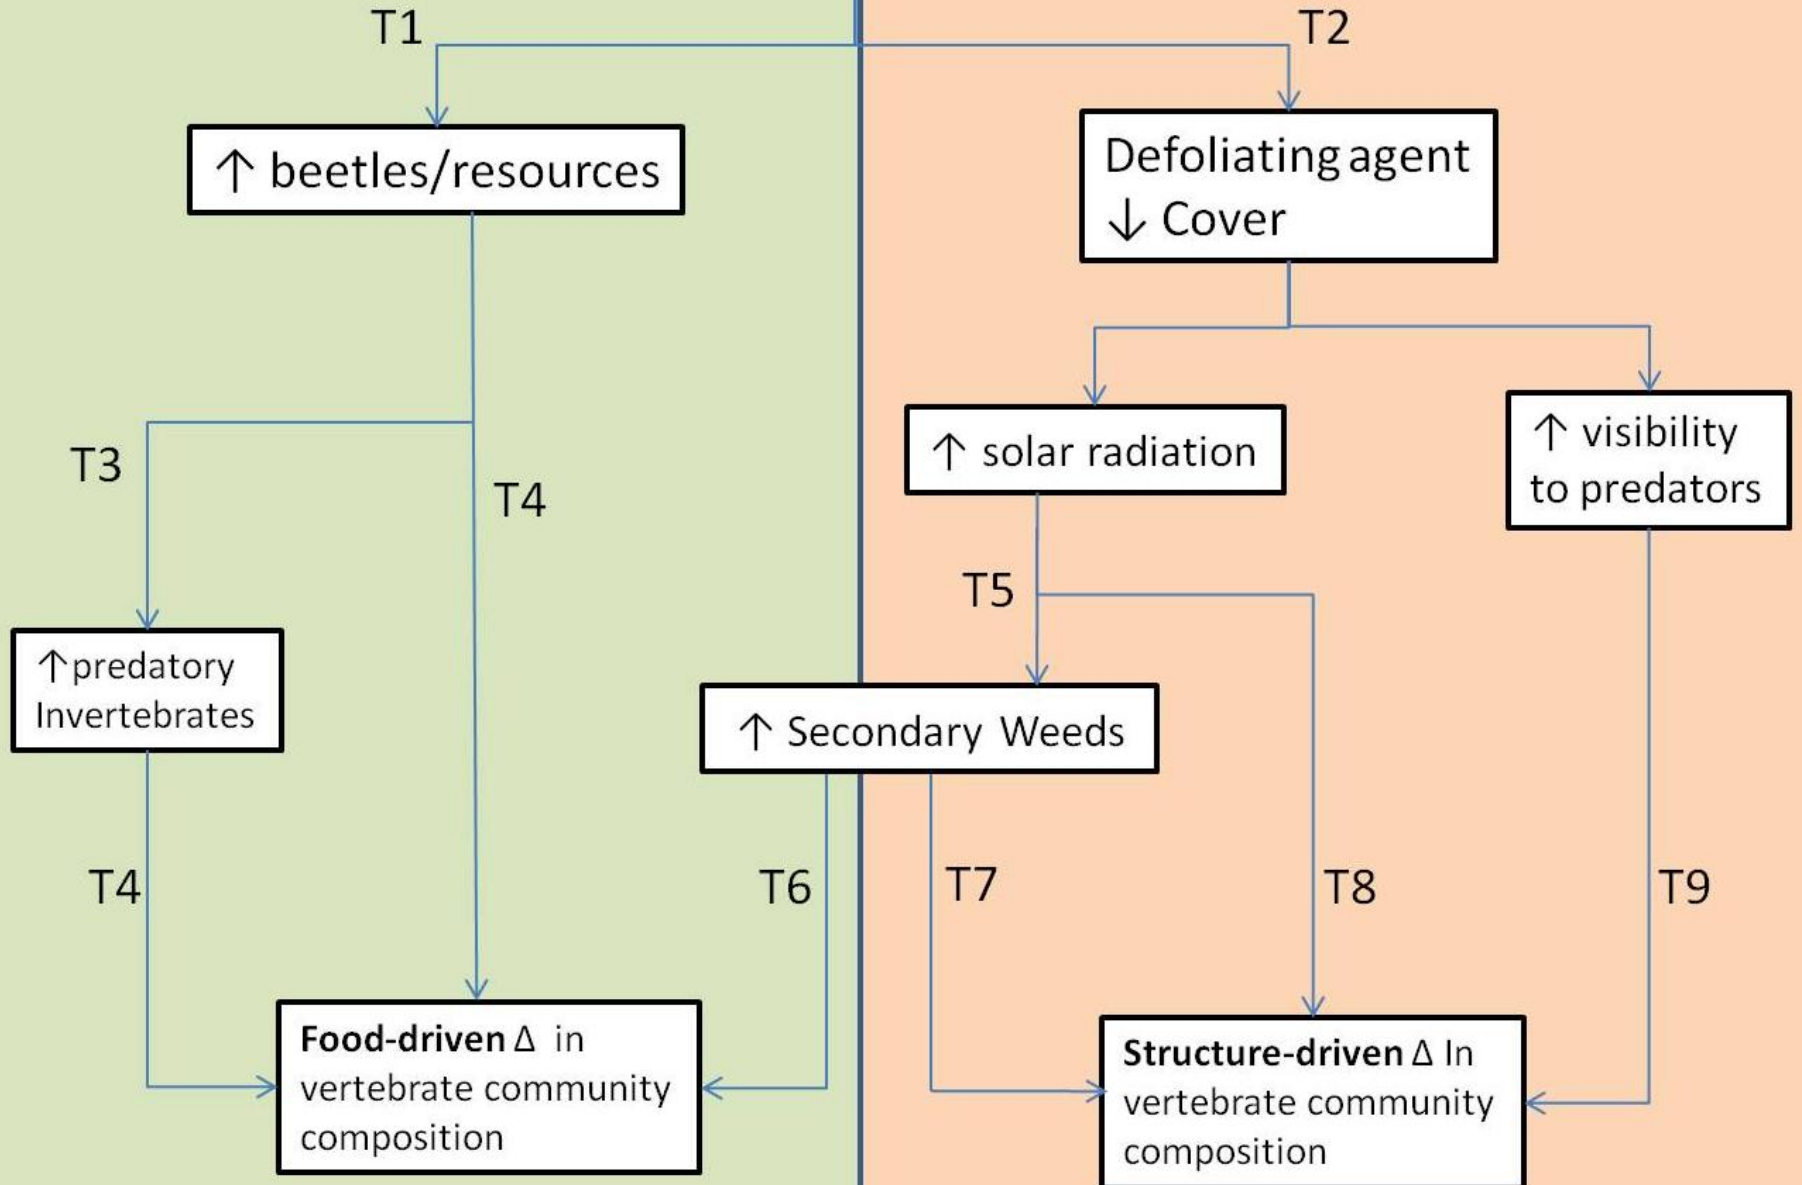 T1
T2
↑ beetles/resources
Defoliating agent
↓ Cover
↑ solar radiation
↑ visibility
to predators
T3
T4
T5
↑predatory
Invertebrates
↑ Secondary Weeds
T4
T6
T7
T8
T9
Food-driven Δ in
vertebrate community
composition
Structure-driven Δ In
vertebrate community
composition